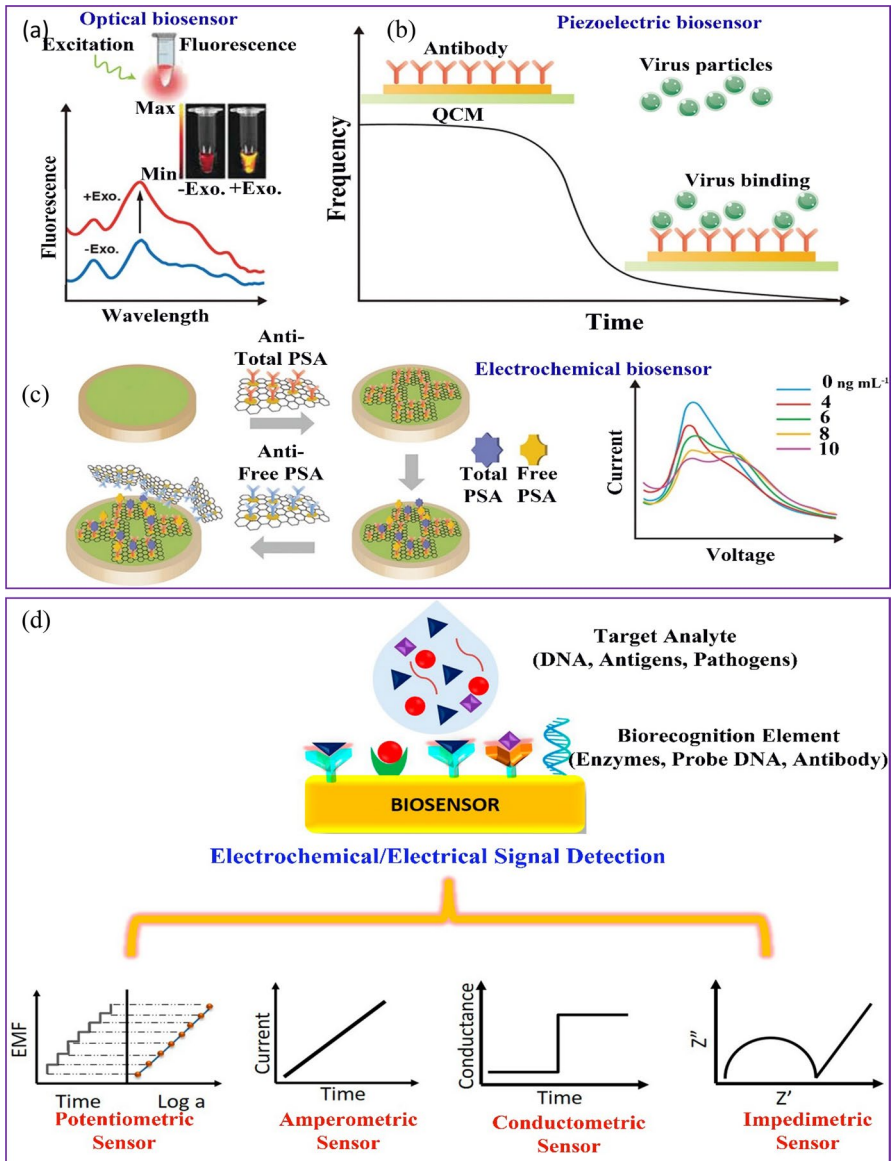 (a)
Optical biosensor
Excitation
Fluorescence
Max
Min
-Exo. +Exo.
+Exo.
-Exo.
Fluorescence
Wavelength
(b)
Piezoelectric biosensor
Antibody
QCM
Virus particles
Virus binding
Frequency
Time
(c)
Anti-
Total PSA
Anti-
Free PSA
Total
PSA
Free
PSA
Electrochemical biosensor
0 ng mL⁻¹
4
6
8
10
Current
Voltage
(d)
Target Analyte
(DNA, Antigens, Pathogens)
Biorecognition Element
(Enzymes, Probe DNA, Antibody)
BIOSENSOR
Electrochemical/Electrical Signal Detection
EMF
Time
Log a
Potentiometric
Sensor
Current
Time
Amperometric
Sensor
Conductance
Time
Conductometric
Sensor
Z"
Z'
Impedimetric
Sensor